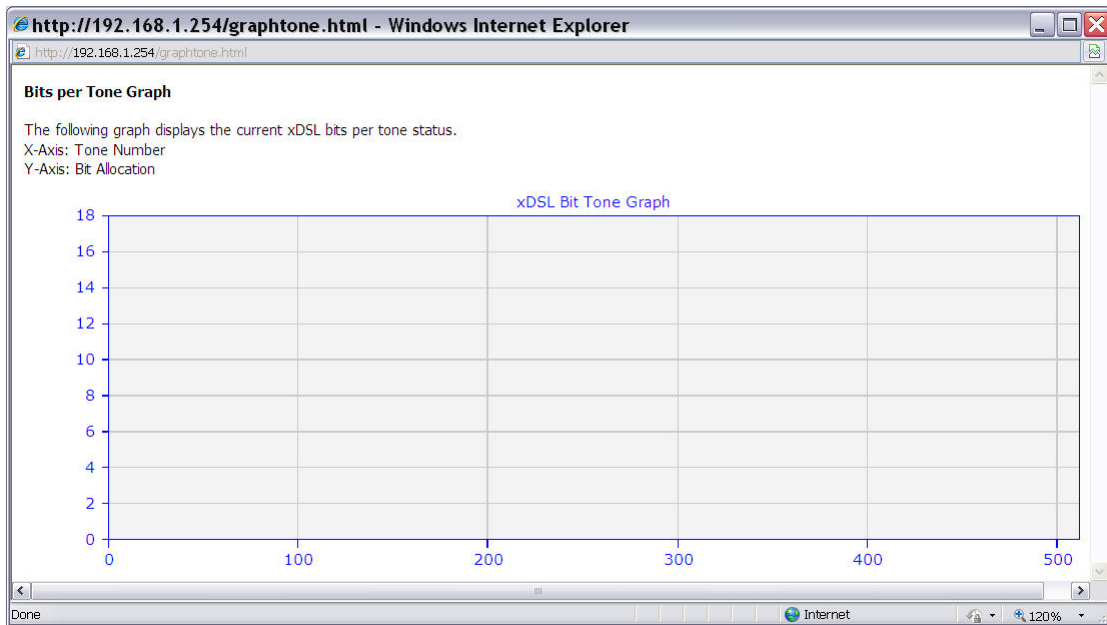 http://192.168.1.254/graphtone.html - Windows Internet Explorer
http://192.168.1.254/graphtone.html
Bits per Tone Graph
The following graph displays the current xDSL bits per tone status.
X-Axis: Tone Number
Y-Axis: Bit Allocation
xDSL Bit Tone Graph
18
16
14
12
10
8
6
4
2
0
0 100 200 300 400 500
Done Internet 120%